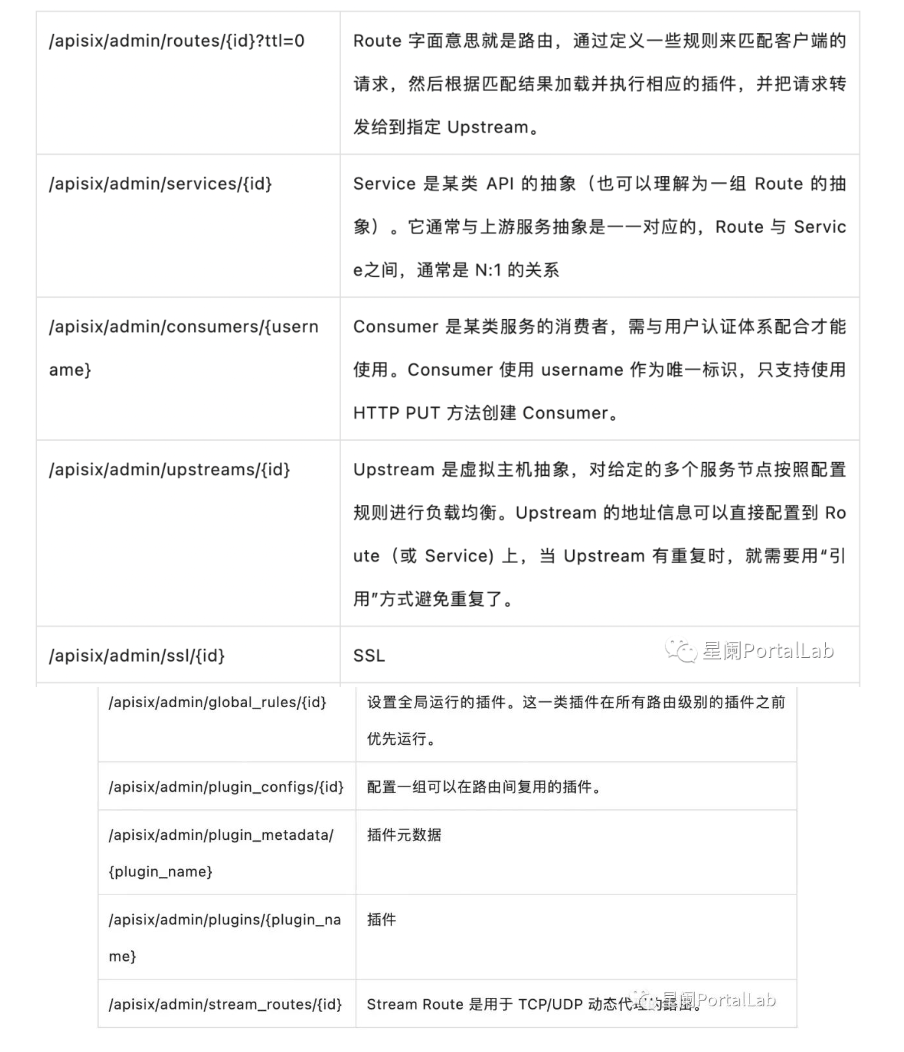 /apisix/admin/routes/{id}?ttl=0
Route 字面意思就是路由，通过定义一些规则来匹配客户端的
请求，然后根据匹配结果加载并执行相应的插件，并把请求转
发给到指定 Upstream。
/apisix/admin/services/{id}
Service 是某类 API 的抽象（也可以理解为一组 Route 的抽
象）。它通常与上游服务抽象是一一对应的，Route 与 Servic
e之间，通常是 N:1 的关系
/apisix/admin/consumers/{usern
ame}
Consumer 是某类服务的消费者，需与用户认证体系配合才能
使用。Consumer 使用 username 作为唯一标识，只支持使用
HTTP PUT 方法创建 Consumer。
/apisix/admin/upstreams/{id}
Upstream 是虚拟主机抽象，对给定的多个服务节点按照配置
规则进行负载均衡。Upstream 的地址信息可以直接配置到 Ro
ute（或 Service) 上，当 Upstream 有重复时，就需要用“引
用”方式避免重复了。
/apisix/admin/ssl/{id}
SSL
星阑PortalLab
/apisix/admin/global_rules/{id}
设置全局运行的插件。这一类插件在所有路由级别的插件之前
优先运行。
/apisix/admin/plugin_configs/{id}
配置一组可以在路由间复用的插件。
/apisix/admin/plugin_metadata/
{plugin_name}
插件元数据
/apisix/admin/plugins/{plugin_na
me}
插件
/apisix/admin/stream_routes/{id}
Stream Route 是用于 TCP/UDP 动态代理的路由。
星阑PortalLab